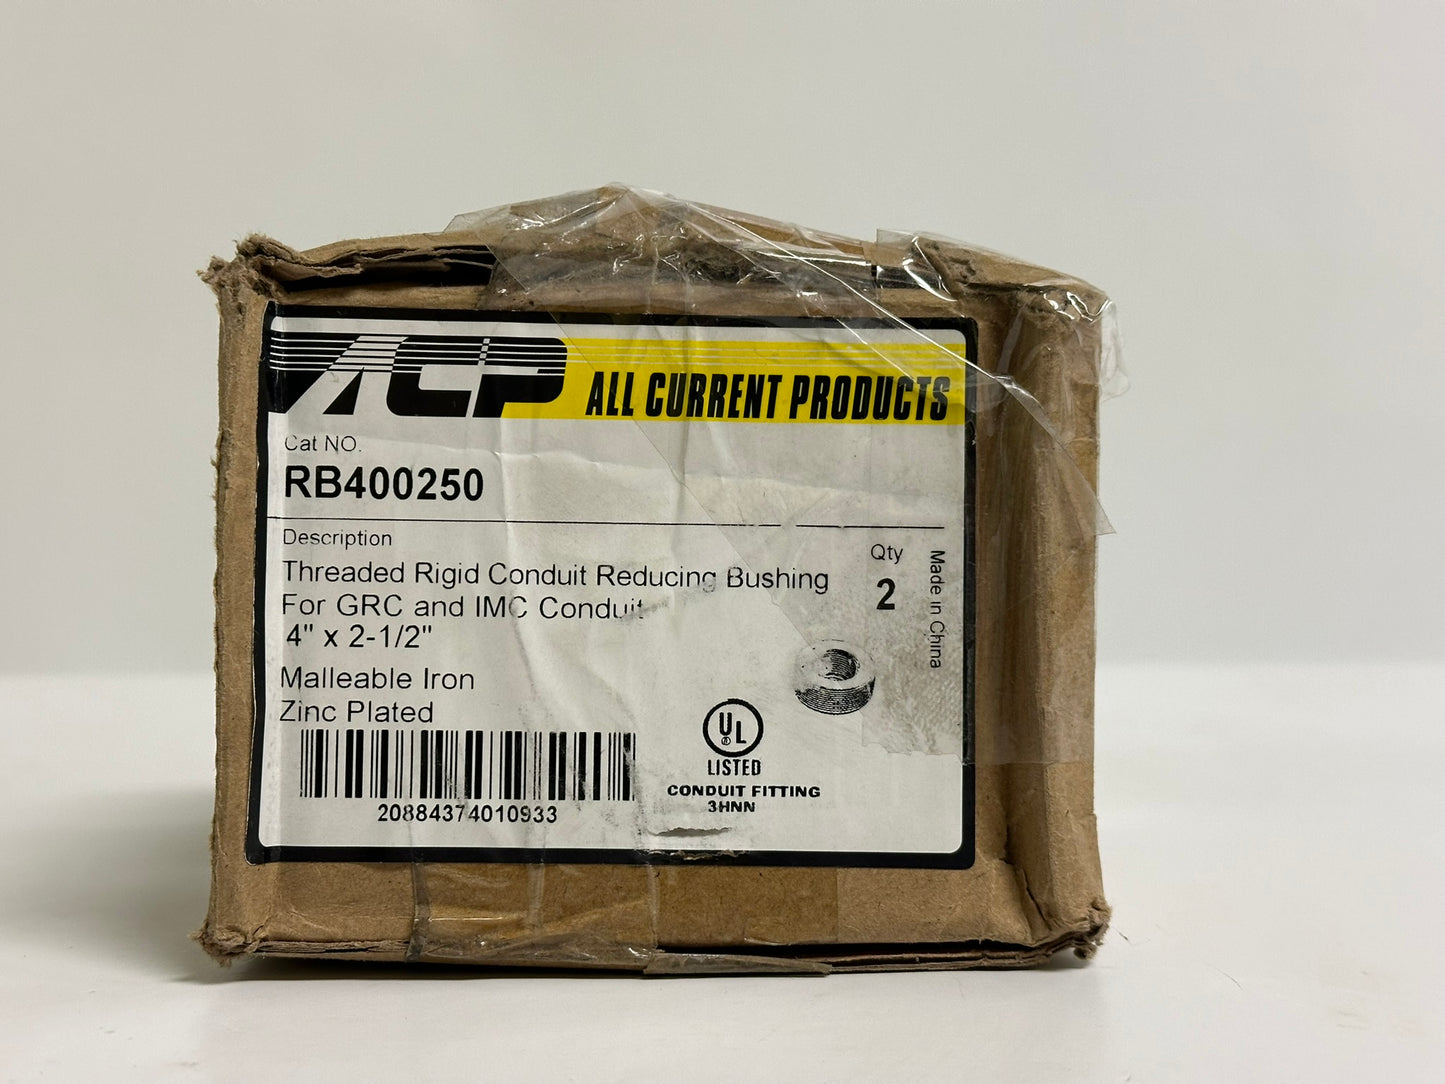 ACP ALL CURRENT PRODUCTS
Cat NO.
RB400250
Description
Threaded Rigid Conduit Reducing Bushing
For GRC and IMC Conduit
4" x 2-1/2"
Malleable Iron
Zinc Plated
Qty
2
Made in China
20884374010933
UL
®
LISTED
CONDUIT FITTING
3HNN